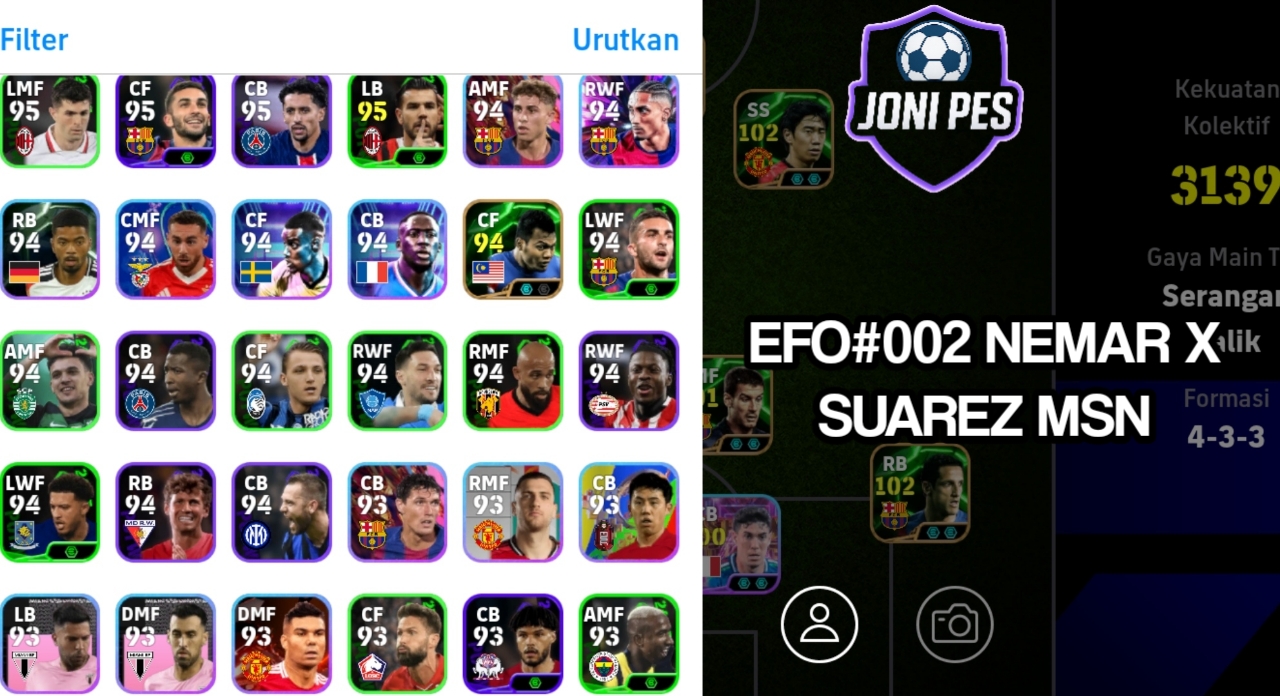 Filter
Urutkan
LMF
95
CF
95
CB
95
LB
95
AMF
94
RWF
94
RB
94
CMF
94
CF
94
CB
94
CF
94
LWF
94
AMF
94
CB
94
CF
94
RWF
94
RMF
94
RWF
94
LWF
94
RB
94
CB
94
CB
93
RMF
93
CB
93
LB
93
DMF
93
DMF
93
CF
93
CB
93
AMF
93
JONI PES
SS
102
Kekuatan
Kolektif
3139
Gaya Main T
Serangan
alik
EFO#002 NEMAR X
SUAREZ MSN
Formasi
4-3-3
RB
102